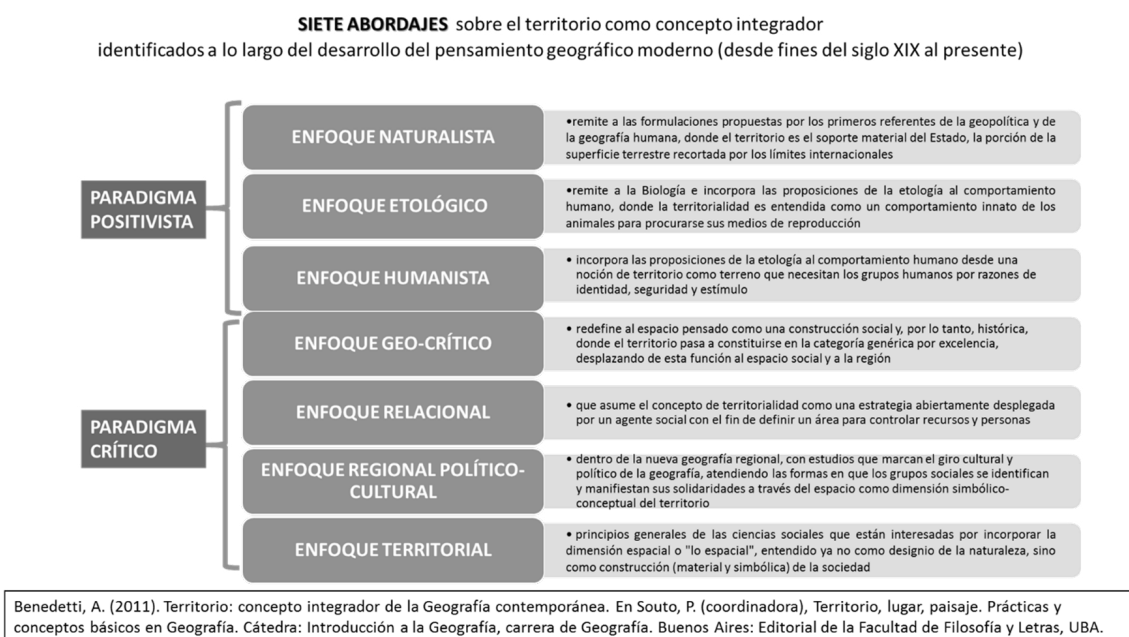 SIETE ABORDAJES sobre el territorio como concepto integrador
identificados a lo largo del desarrollo del pensamiento geográfico moderno (desde fines del siglo XIX al presente)
PARADIGMA
POSITIVISTA
ENFOQUE NATURALISTA
•remite a las formulaciones propuestas por los primeros referentes de la geopolítica y de
la geografía humana, donde el territorio es el soporte material del Estado, la porción de la
superficie terrestre recortada por los límites internacionales
ENFOQUE ETOLÓGICO
•remite a la Biología e incorpora las proposiciones de la etología al comportamiento
humano, donde la territorialidad es entendida como un comportamiento innato de los
animales para procurarse sus medios de reproducción
ENFOQUE HUMANISTA
• incorpora las proposiciones de la etología al comportamiento humano desde una
noción de territorio como terreno que necesitan los grupos humanos por razones de
identidad, seguridad y estímulo
PARADIGMA
CRÍTICO
ENFOQUE GEO-CRÍTICO
• redefine al espacio pensado como una construcción social y, por lo tanto, histórica,
donde el territorio pasa a constituirse en la categoría genérica por excelencia,
desplazando de esta función al espacio social y a la región
ENFOQUE RELACIONAL
• que asume el concepto de territorialidad como una estrategia abiertamente desplegada
por un agente social con el fin de definir un área para controlar recursos y personas
ENFOQUE REGIONAL POLÍTICO-
CULTURAL
• dentro de la nueva geografía regional, con estudios que marcan el giro cultural y
político de la geografía, atendiendo las formas en que los grupos sociales se identifican
y manifiestan sus solidaridades a través del espacio como dimensión simbólico-
conceptual del territorio
ENFOQUE TERRITORIAL
• principios generales de las ciencias sociales que están interesadas por incorporar la
dimensión espacial o "lo espacial", entendido ya no como designio de la naturaleza, sino
como construcción (material y simbólica) de la sociedad
Benedetti, A. (2011). Territorio: concepto integrador de la Geografía contemporánea. En Souto, P. (coordinadora), Territorio, lugar, paisaje. Prácticas y
conceptos básicos en Geografía. Cátedra: Introducción a la Geografía, carrera de Geografía. Buenos Aires: Editorial de la Facultad de Filosofía y Letras, UBA.